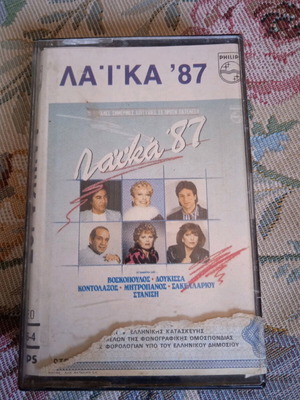 ΛΑΪΚΑ '87
PHILIPS
Λαϊκά '87
ΒΟΣΚΟΠΟΥΛΟΣ · ΔΟΥΚΙΣΣΑ
ΚΟΝΤΟΛΑΖΟΣ · ΜΗΤΡΟΠΑΝΟΣ · ΣΑΚΕΛΛΑΡΙΟΥ
ΣΤΑΝΙΣΗ
ΕΛΛΗΝΙΚΗΣ ΚΑΤΑΣΚΕΥΗΣ
ΜΕΛΩΝ ΤΗΣ ΦΩΝΟΓΡΑΦΙΚΗΣ ΟΜΟΣΠΟΝΔΙΑΣ
ΦΟΡΟΛΟΓΙΑΝ ΥΠΟ ΤΟΥ ΕΛΛΗΝΙΚΟΥ ΔΗΜΟΣΙΟΥ